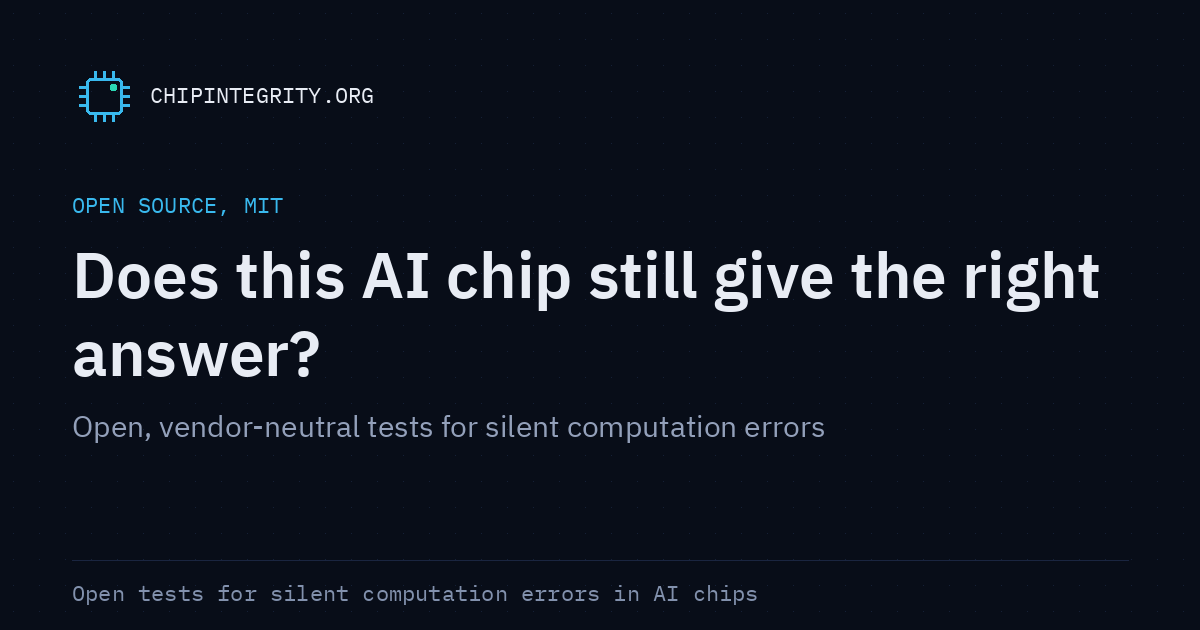 CHIPINTEGRITY.ORG
OPEN SOURCE, MIT
Does this AI chip still give the right
answer?
Open, vendor-neutral tests for silent computation errors
Open tests for silent computation errors in AI chips